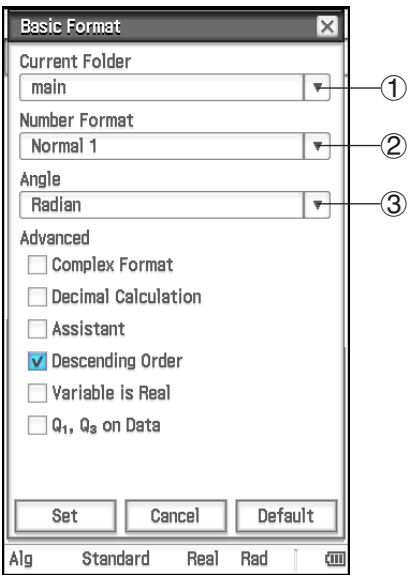 Basic Format
Current Folder
main
①
Number Format
Normal 1
②
Angle
Radian
③
Advanced
Complex Format
Decimal Calculation
Assistant
Descending Order
Variable is Real
Q₁, Q₃ on Data
Set Cancel Default
Alg Standard Real Rad